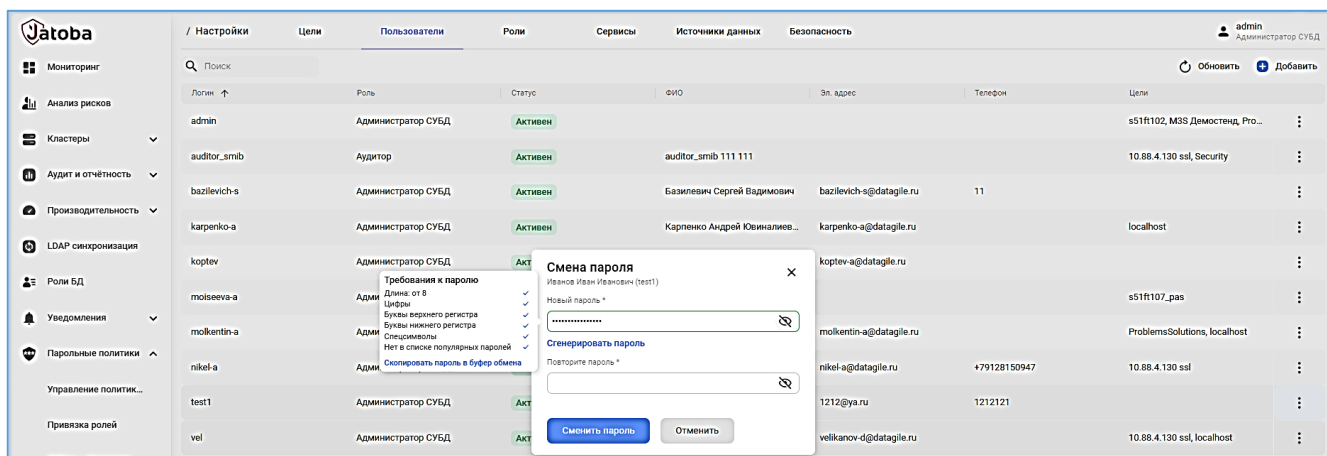 Jatoba
/ Настройки Цели Пользователи Роли Сервисы Источники данных Безопасность
admin
Администратор СУБД
Мониторинг
Анализ рисков
Кластеры
Аудит и отчётность
Производительность
LDAP синхронизация
Роли БД
Уведомления
Парольные политики
Управление политик...
Привязка ролей
Поиск
Обновить Добавить
Логин Роль Статус ФИО Эл. адрес Телефон Цели
admin Администратор СУБД Активен s51ft102, M3S Демостенд, Pro...
auditor_smib Аудитор Активен auditor_smib 111 111 10.88.4.130 ssl, Security
bazilevich-s Администратор СУБД Активен Базилевич Сергей Вадимович bazilevich-s@datagile.ru 11
karpenko-a Администратор СУБД Активен Карпенко Андрей Ювиналиев... karpenko-a@datagile.ru localhost
koptev Администратор СУБД Акт koptev-a@datagile.ru
moiseeva-a Адми s51ft107_pas
molkentin-a Адми molkentin-a@datagile.ru ProblemsSolutions, localhost
nikel-a Адми nikel-a@datagile.ru +79128150947 10.88.4.130 ssl
test1 Администратор СУБД Акт 1212@ya.ru 1212121
vel Администратор СУБД Акт velikanov-d@datagile.ru 10.88.4.130 ssl, localhost
Требования к паролю
Длина: от 8
Цифры
Буквы верхнего регистра
Буквы нижнего регистра
Спецсимволы
Нет в списке популярных паролей
Скопировать пароль в буфер обмена
Смена пароля
Иванов Иван Иванович (test1)
Новый пароль *
Сгенерировать пароль
Повторите пароль *
Сменить пароль Отменить